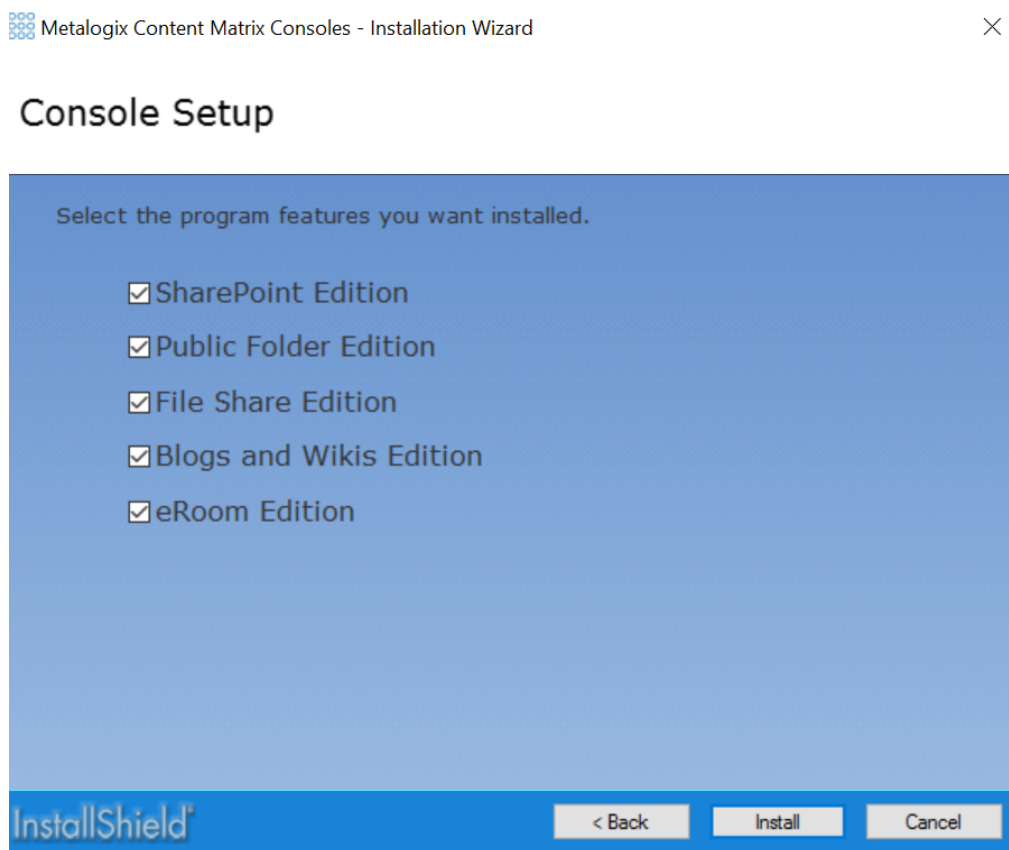 Metalogix Content Matrix Consoles - Installation Wizard
Console Setup
Select the program features you want installed.
SharePoint Edition
Public Folder Edition
File Share Edition
Blogs and Wikis Edition
eRoom Edition
InstallShield
< Back
Install
Cancel